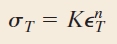 σ_T = Kϵ_T^n